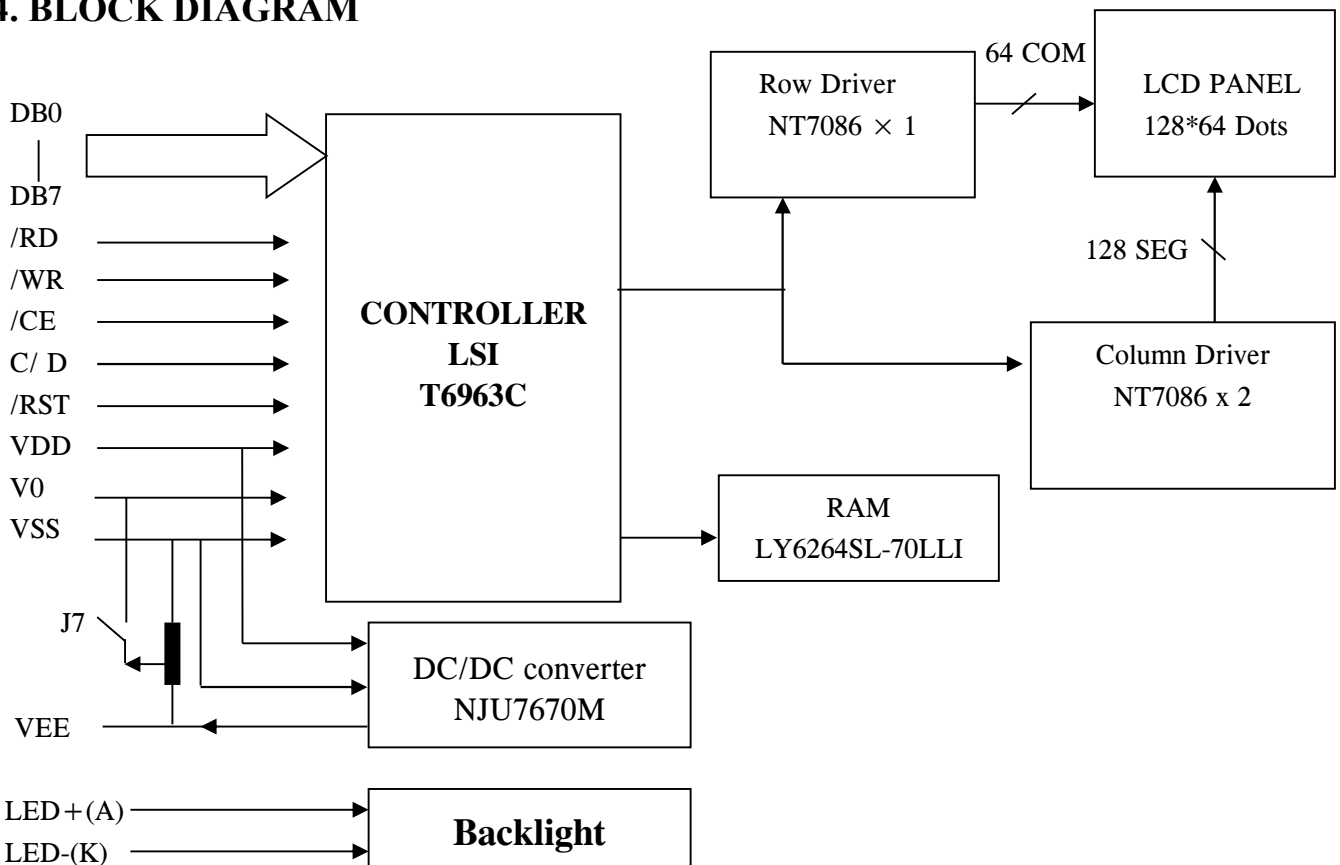 4. BLOCK DIAGRAM
DB0
DB7
/RD
/WR
/CE
C/ D
/RST
VDD
V0
VSS
J7
VEE
LED+(A)
LED-(K)
CONTROLLER
LSI
T6963C
Row Driver
NT7086 × 1
64 COM
LCD PANEL
128*64 Dots
128 SEG
Column Driver
NT7086 x 2
RAM
LY6264SL-70LLI
DC/DC converter
NJU7670M
Backlight